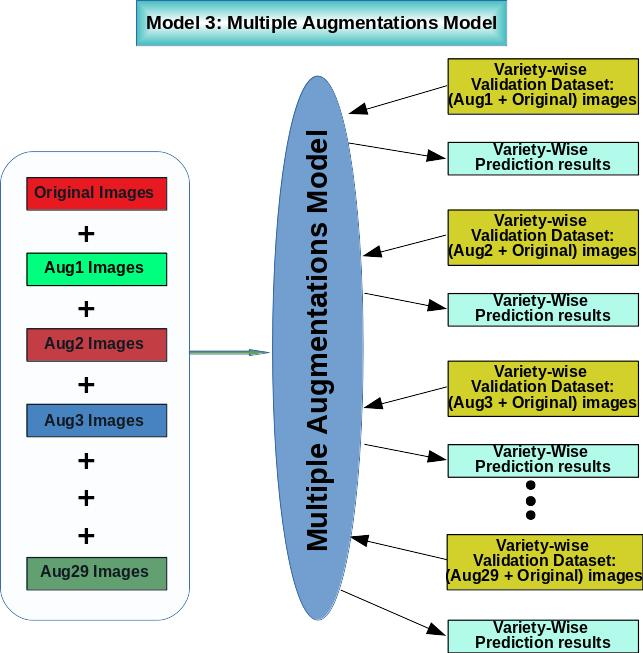 Model 3: Multiple Augmentations Model
Original Images
+
Aug1 Images
+
Aug2 Images
+
Aug3 Images
+
+
+
Aug29 Images
Multiple Augmentations Model
Variety-wise
Validation Dataset:
(Aug1 + Original) images
Variety-Wise
Prediction results
Variety-wise
Validation Dataset:
(Aug2 + Original) images
Variety-Wise
Prediction results
Variety-wise
Validation Dataset:
(Aug3 + Original) images
Variety-Wise
Prediction results
Variety-wise
Validation Dataset:
(Aug29 + Original) images
Variety-Wise
Prediction results